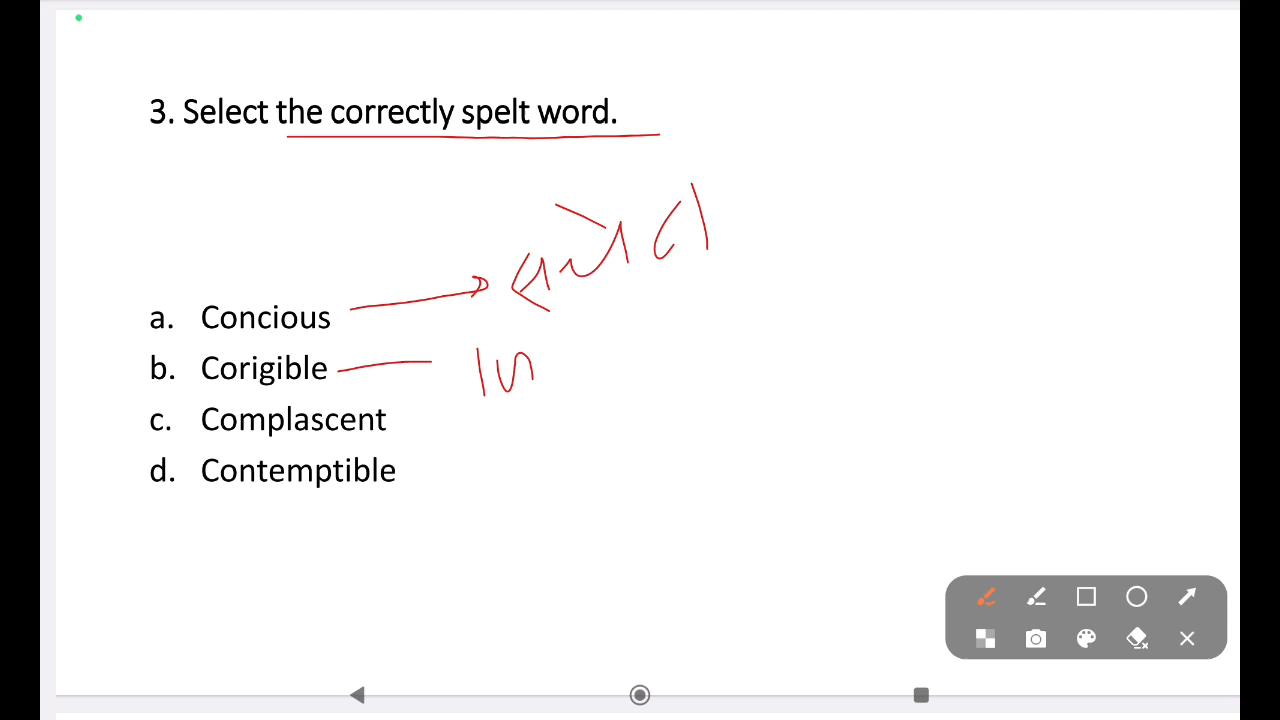 3. Select the correctly spelt word.
a. Concious
b. Corigible
c. Complascent
d. Contemptible